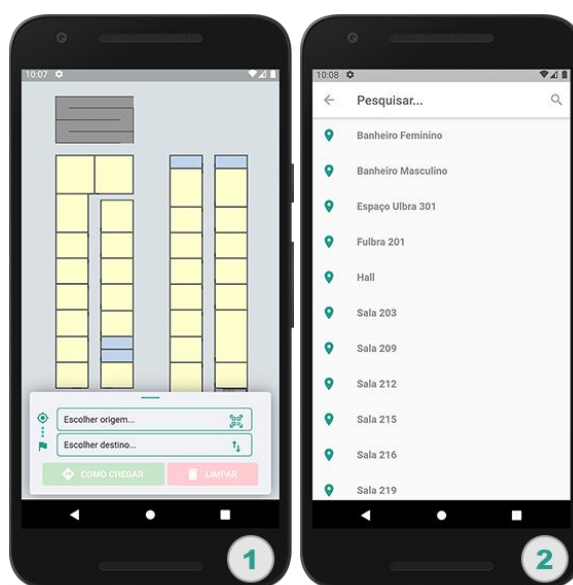 10:07
Escolher origem...
Escolher destino...
COMO CHEGAR
LIMPAR
1
10:08
Pesquisar...
Banheiro Feminino
Banheiro Masculino
Espaço Ulbra 301
Fulbra 201
Hall
Sala 203
Sala 209
Sala 212
Sala 215
Sala 216
Sala 219
2